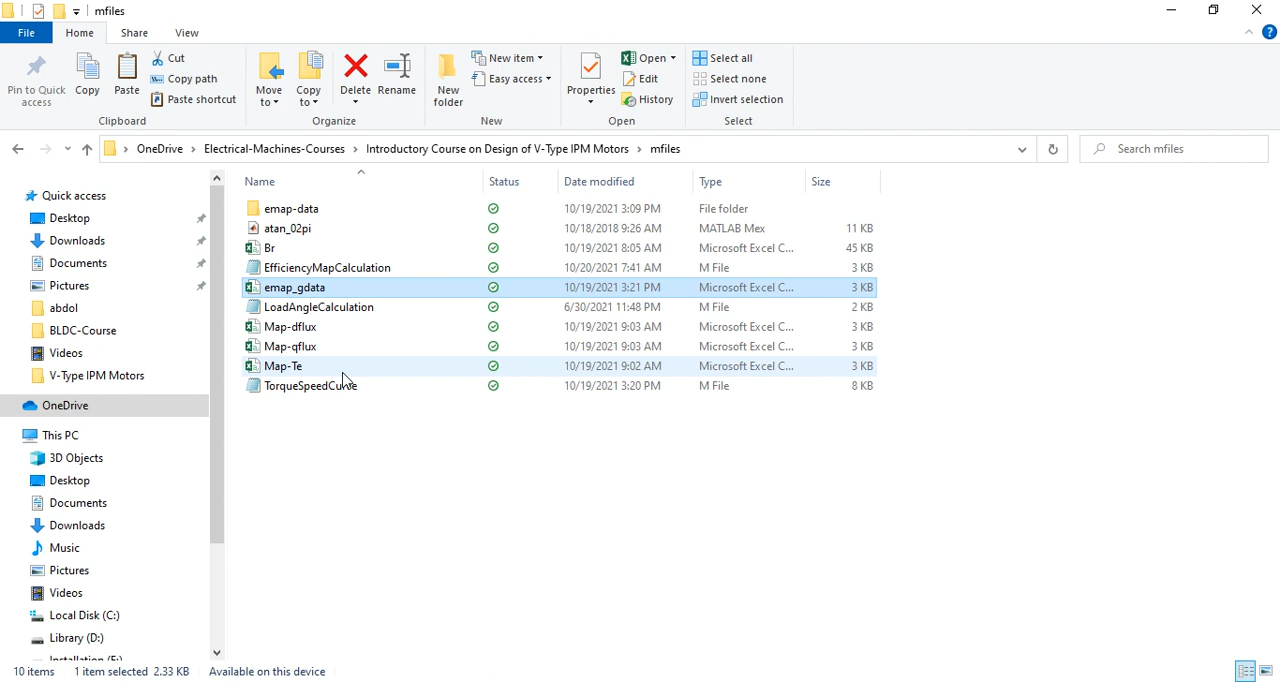 mfiles
File Home Share View
Pin to Quick access
Copy
Paste
Cut
Copy path
Paste shortcut
Clipboard
Move to
Copy to
Delete
Rename
Organize
New folder
New item
Easy access
New
Properties
Open
Edit
History
Open
Select all
Select none
Invert selection
Select
OneDrive › Electrical-Machines-Courses › Introductory Course on Design of V-Type IPM Motors › mfiles
Search mfiles
Quick access
Desktop
Downloads
Documents
Pictures
abdol
BLDC-Course
Videos
V-Type IPM Motors
OneDrive
This PC
3D Objects
Desktop
Documents
Downloads
Music
Pictures
Videos
Local Disk (C:)
Library (D:)
Name Status Date modified Type Size
emap-data 10/19/2021 3:09 PM File folder
atan_02pi 10/18/2018 9:26 AM MATLAB Mex 11 KB
Br 10/19/2021 8:05 AM Microsoft Excel C... 45 KB
EfficiencyMapCalculation 10/20/2021 7:41 AM M File 3 KB
emap_gdata 10/19/2021 3:21 PM Microsoft Excel C... 3 KB
LoadAngleCalculation 6/30/2021 11:48 PM M File 2 KB
Map-dflux 10/19/2021 9:03 AM Microsoft Excel C... 3 KB
Map-qflux 10/19/2021 9:03 AM Microsoft Excel C... 3 KB
Map-Te 10/19/2021 9:02 AM Microsoft Excel C... 3 KB
TorqueSpeedCurve 10/19/2021 3:20 PM M File 8 KB
10 items 1 item selected 2.33 KB Available on this device